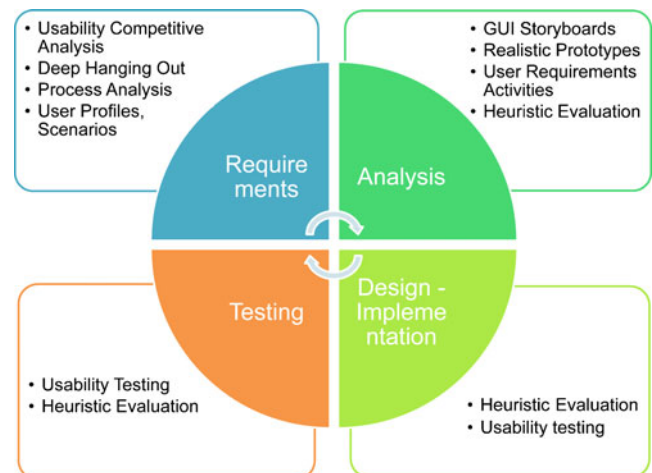 • Usability Competitive
Analysis
• Deep Hanging Out
• Process Analysis
• User Profiles,
Scenarios
• GUI Storyboards
• Realistic Prototypes
• User Requirements
Activities
• Heuristic Evaluation
Require
ments
Analysis
Testing
Design -
Impleme
ntation
• Usability Testing
• Heuristic Evaluation
• Heuristic Evaluation
• Usability testing